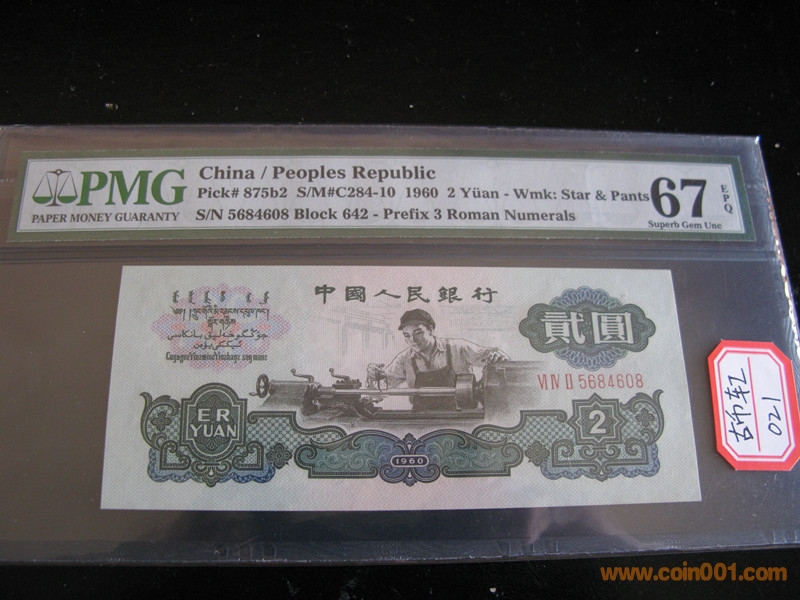 PMG
PAPER MONEY GUARANTY
China / Peoples Republic
Pick# 875b2 S/M#C284-10 1960 2 Yüan - Wmk: Star & Pants
S/N 5684608 Block 642 - Prefix 3 Roman Numerals
67 EPQ
Superb Gem Unc
中國人民銀行
貳圓
VI IV II 5684608
ER
YUAN
2
1960
021
www.coin001.com